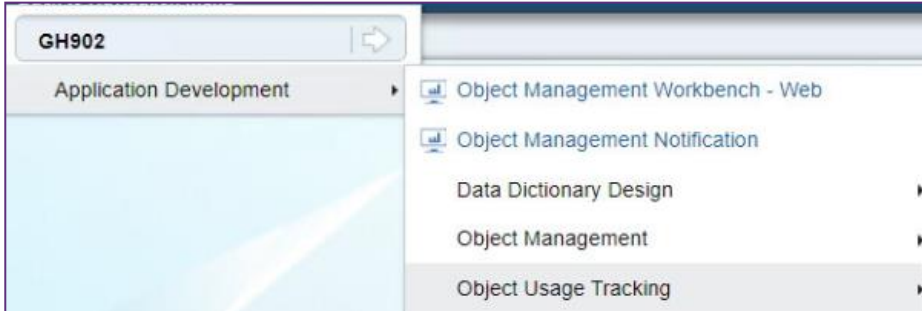 GH902
Application Development
Object Management Workbench - Web
Object Management Notification
Data Dictionary Design
Object Management
Object Usage Tracking